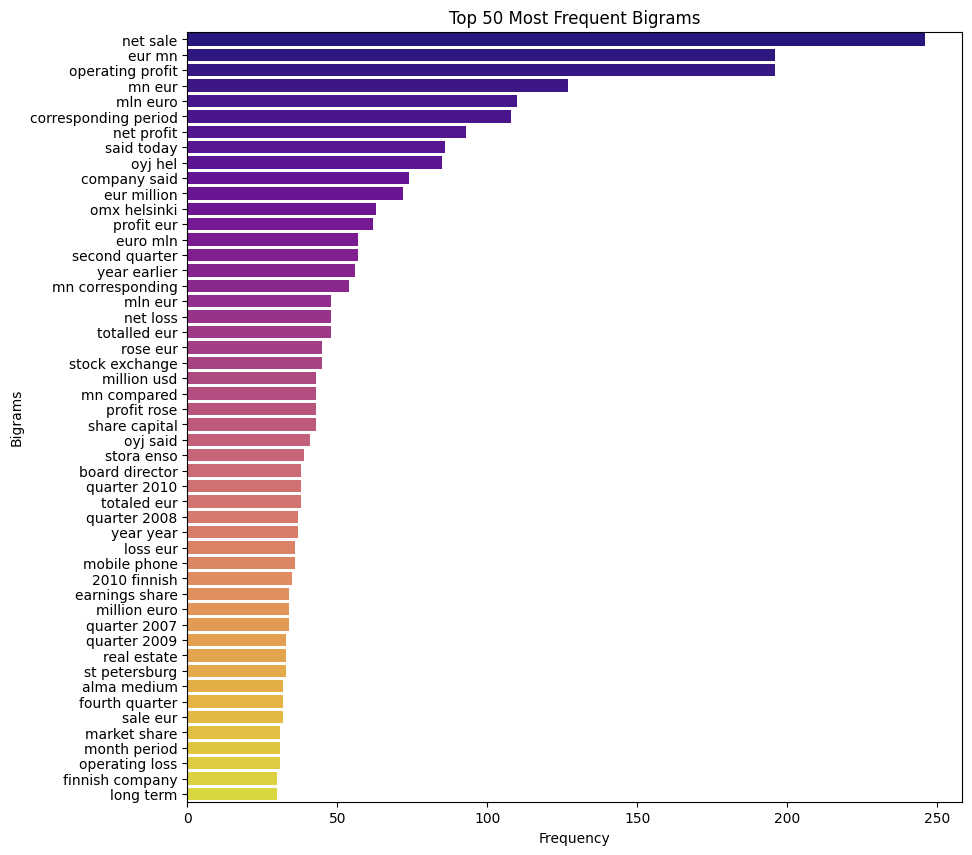 Top 50 Most Frequent Bigrams
net sale
eur mn
operating profit
mn eur
mln euro
corresponding period
net profit
said today
oyj hel
company said
eur million
omx helsinki
profit eur
euro mln
second quarter
year earlier
mn corresponding
mln eur
net loss
totalled eur
rose eur
stock exchange
million usd
mn compared
profit rose
share capital
oyj said
stora enso
board director
quarter 2010
totaled eur
quarter 2008
year year
loss eur
mobile phone
2010 finnish
earnings share
million euro
quarter 2007
quarter 2009
real estate
st petersburg
alma medium
fourth quarter
sale eur
market share
month period
operating loss
finnish company
long term
Bigrams
0 50 100 150 200 250
Frequency